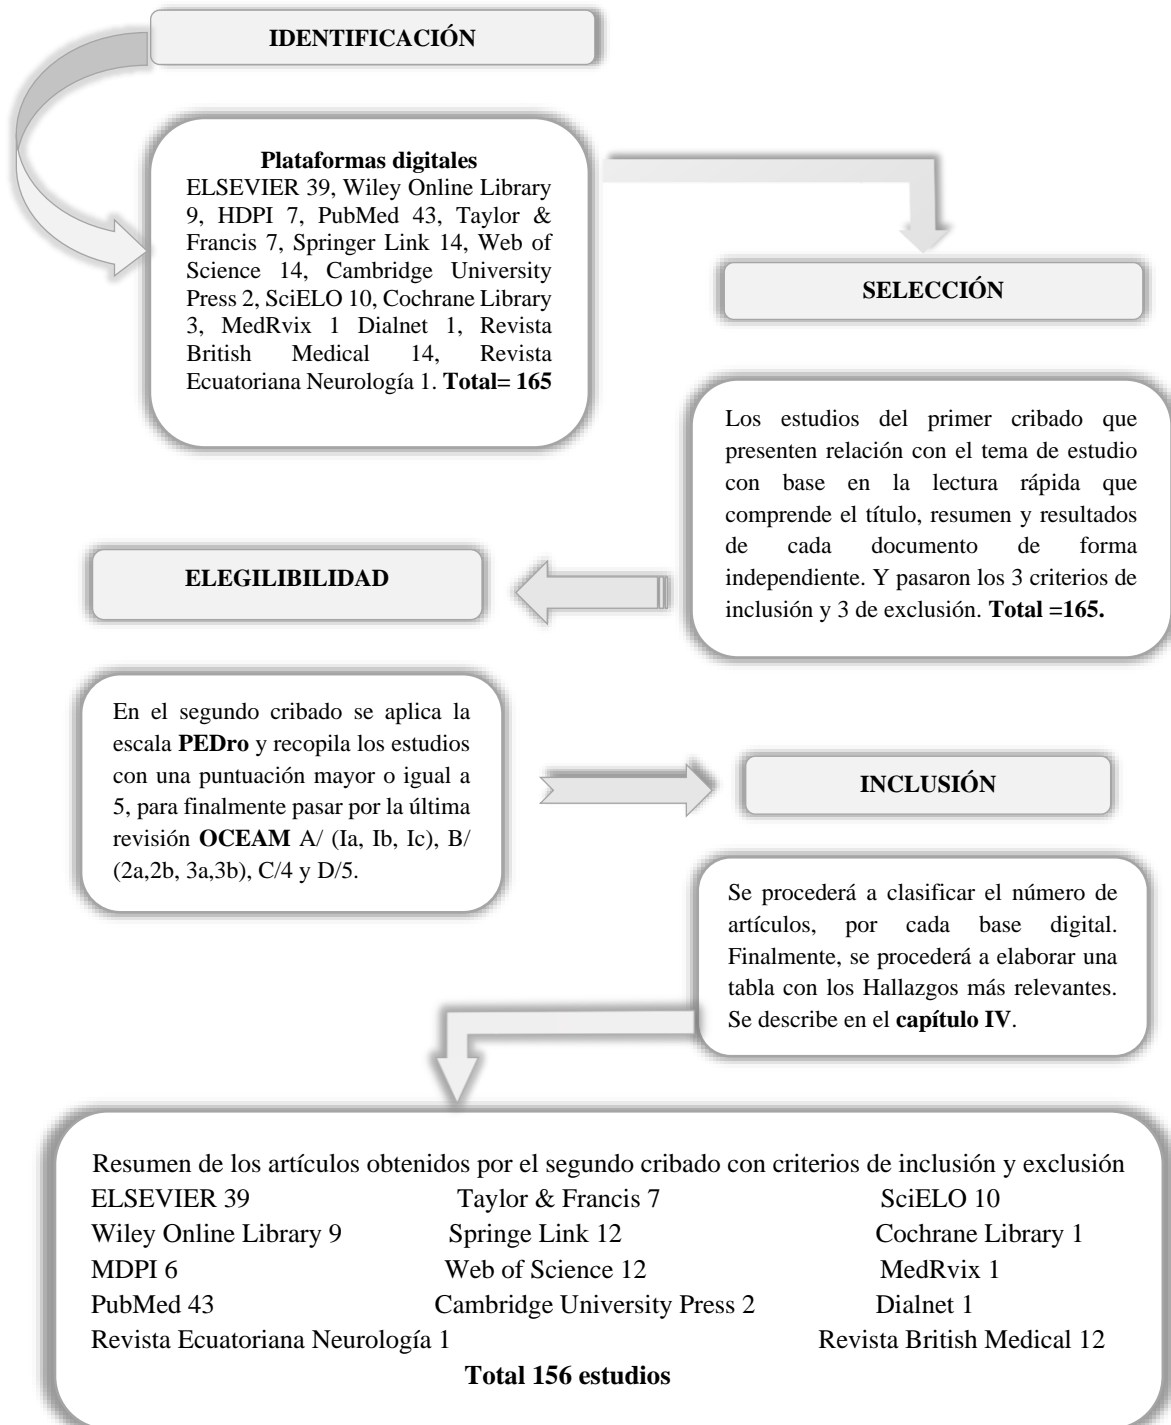 IDENTIFICACIÓN
Plataformas digitales
ELSEVIER 39, Wiley Online Library
9, HDPI 7, PubMed 43, Taylor &
Francis 7, Springer Link 14, Web of
Science 14, Cambridge University
Press 2, SciELO 10, Cochrane Library
3, MedRvix 1 Dialnet 1, Revista
British Medical 14, Revista
Ecuatoriana Neurología 1. Total= 165
SELECCIÓN
Los estudios del primer cribado que
presenten relación con el tema de estudio
con base en la lectura rápida que
comprende el título, resumen y resultados
de cada documento de forma
independiente. Y pasaron los 3 criterios de
inclusión y 3 de exclusión. Total =165.
ELEGILIBILIDAD
En el segundo cribado se aplica la
escala PEDro y recopila los estudios
con una puntuación mayor o igual a
5, para finalmente pasar por la última
revisión OCEAM A/ (Ia, Ib, Ic), B/
(2a,2b, 3a,3b), C/4 y D/5.
INCLUSIÓN
Se procederá a clasificar el número de
artículos, por cada base digital.
Finalmente, se procederá a elaborar una
tabla con los Hallazgos más relevantes.
Se describe en el capítulo IV.
Resumen de los artículos obtenidos por el segundo cribado con criterios de inclusión y exclusión
ELSEVIER 39 Taylor & Francis 7 SciELO 10
Wiley Online Library 9 Springe Link 12 Cochrane Library 1
MDPI 6 Web of Science 12 MedRvix 1
PubMed 43 Cambridge University Press 2 Dialnet 1
Revista Ecuatoriana Neurología 1 Revista British Medical 12
Total 156 estudios